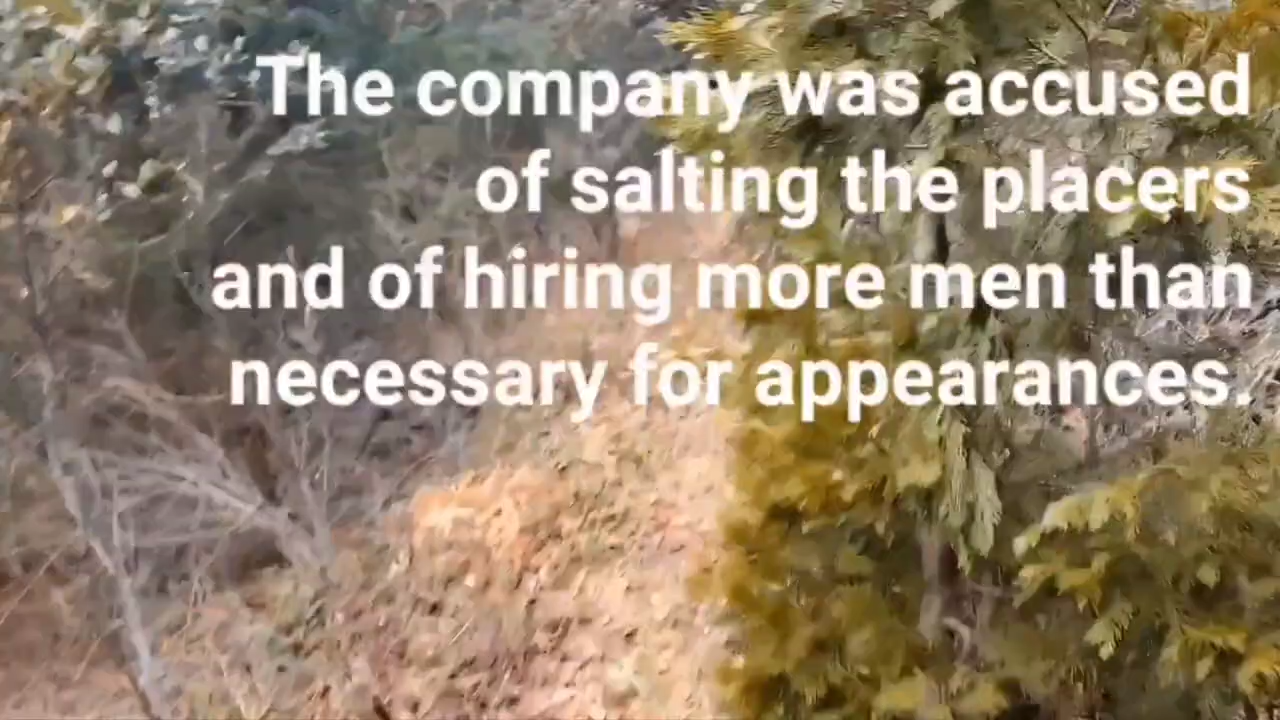 The company was accused
of salting the placers
and of hiring more men than
necessary for appearances.